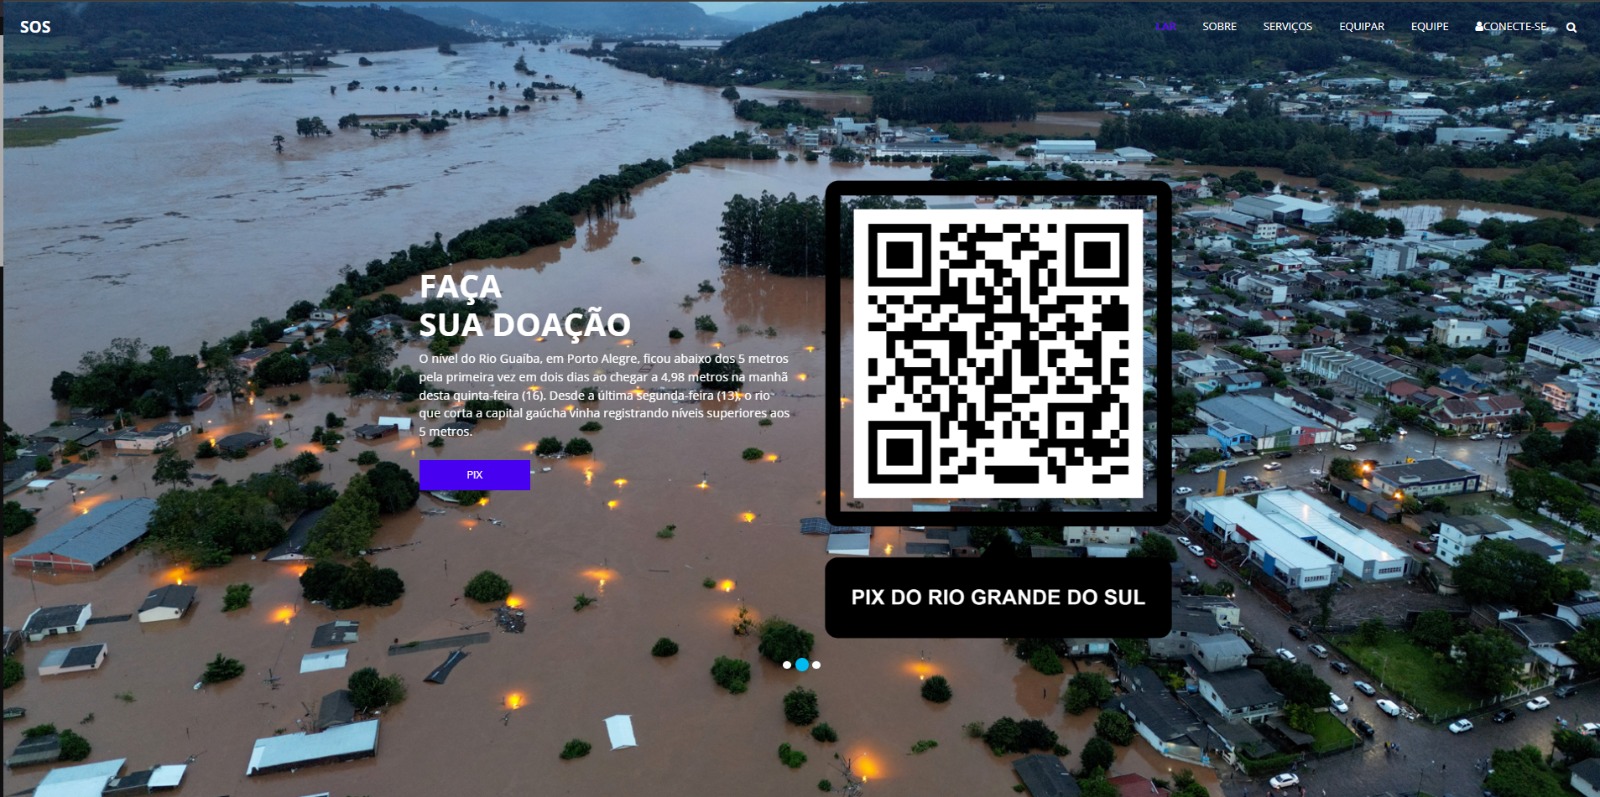 SOS
LAR
SOBRE
SERVIÇOS
EQUIPAR
EQUIPE
CONECTE-SE
FAÇA
SUA DOAÇÃO
O nível do Rio Guaíba, em Porto Alegre, ficou abaixo dos 5 metros
pela primeira vez em dois dias ao chegar a 4,98 metros na manhã
desta quinta-feira (16). Desde a última segunda-feira (13), o rio
que corta a capital gaúcha vinha registrando níveis superiores aos
5 metros.
PIX
PIX DO RIO GRANDE DO SUL